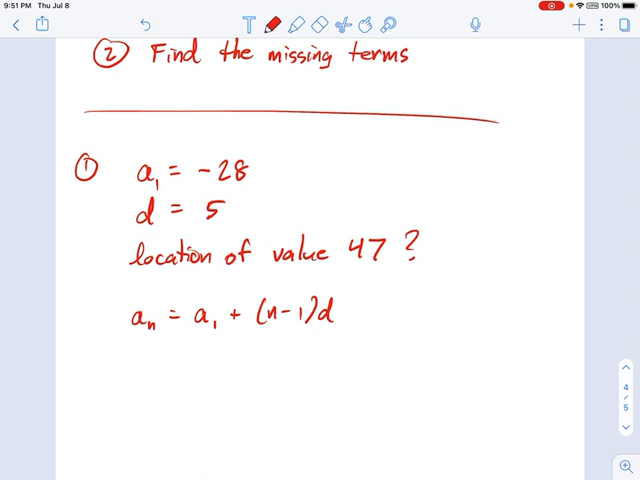 9:51 PM Thu Jul 8
100%
② Find the missing terms
① a₁ = -28
d = 5
location of value 47 ?
aₙ = a₁ + (n-1)d
4
/
5